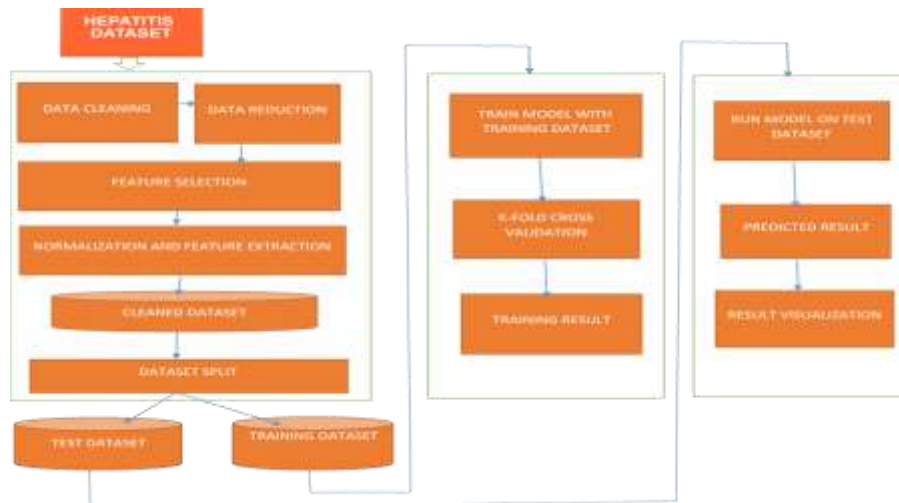 HEPATITIS
DATASET
DATA CLEANING
DATA REDUCTION
FEATURE SELECTION
NORMALIZATION AND FEATURE EXTRACTION
CLEANED DATASET
DATASET SPLIT
TEST DATASET
TRAINING DATASET
TRAIN MODEL WITH
TRAINING DATASET
K-FOLD CROSS
VAUDATION
TRAINING RESULT
RUN MODEL ON TEST
DATASET
PREDICTED RESULT
RESULT VISUALIZATION